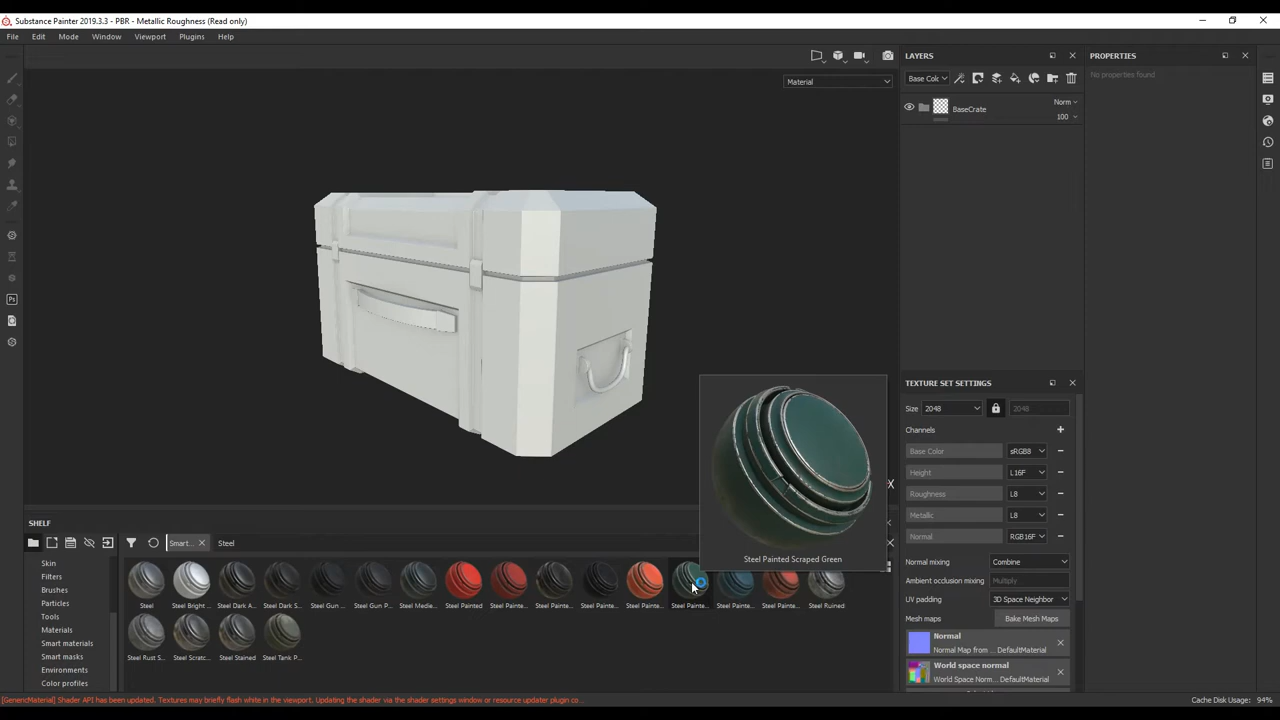 Substance Painter 2019.3.3 - PBR - Metallic Roughness (Read only)
File Edit Mode Window Viewport Plugins Help
Material
LAYERS
Base Colo
BaseCrate
Norm
100
PROPERTIES
No properties found
TEXTURE SET SETTINGS
Size 2048 2048
Channels
Base Color sRGB8
Height L16F
Roughness L8
Metallic L8
Normal RGB16F
Normal mixing Combine
Ambient occlusion mixing Multiply
UV padding 3D Space Neighbor
Mesh maps Bake Mesh Maps
Normal
Normal Map from ... DefaultMaterial
World space normal
World Space Norm... DefaultMaterial
Steel Painted Scraped Green
SHELF
Smart... Steel
Skin
Filters
Brushes
Particles
Tools
Materials
Smart materials
Smart masks
Environments
Color profiles
Steel Steel Bright ... Steel Dark A... Steel Dark S... Steel Gun ... Steel Gun P... Steel Medie... Steel Painted Steel Painte... Steel Painte... Steel Painte... Steel Painte... Steel Painte... Steel Painte... Steel Painte... Steel Ruined
Steel Rust S... Steel Scratc... Steel Stained Steel Tank P...
[GenericMaterial] Shader API has been updated. Textures may briefly flash white in the viewport. Updating the shader via the shader settings window or resource updater plugin co...
Cache Disk Usage: 94%
Ps